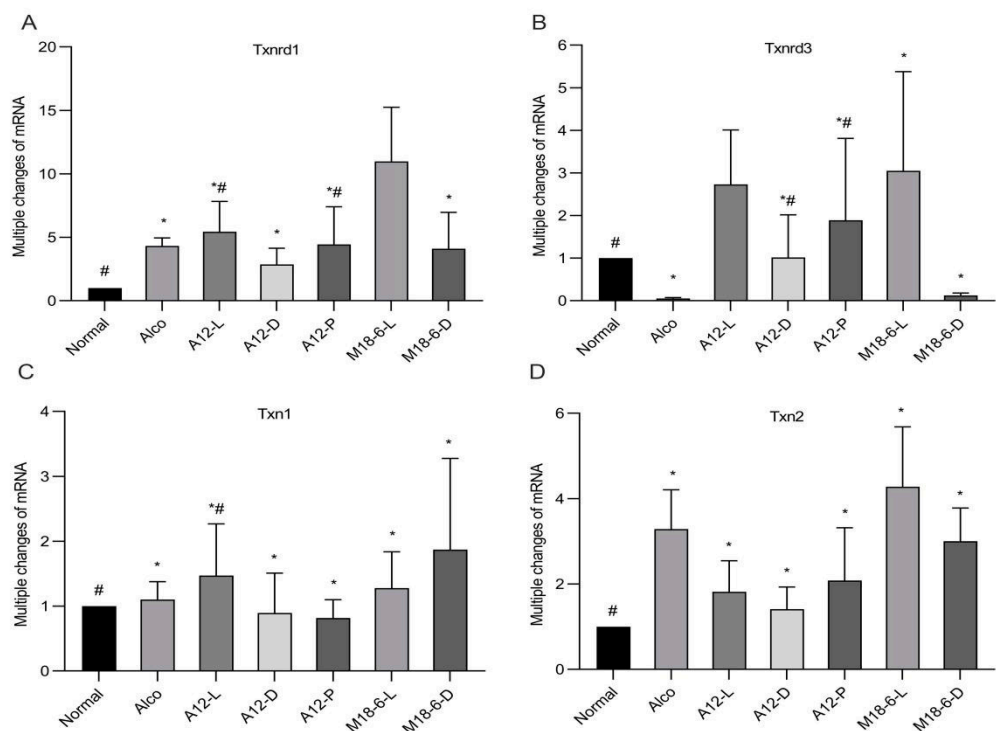 A
Txnrd1
Multiple changes of mRNA
20
15
10
5
0
#
*
*#
*
*#
*
Normal
Alco
A12-L
A12-D
A12-P
M18-6-L
M18-6-D
B
Txnrd3
Multiple changes of mRNA
6
5
4
3
2
1
0
#
*
*#
*#
*
*
Normal
Alco
A12-L
A12-D
A12-P
M18-6-L
M18-6-D
C
Txn1
Multiple changes of mRNA
4
3
2
1
0
#
*
*#
*
*
*
*
Normal
Alco
A12-L
A12-D
A12-P
M18-6-L
M18-6-D
D
Txn2
Multiple changes of mRNA
6
4
2
0
#
*
*
*
*
*
*
Normal
Alco
A12-L
A12-D
A12-P
M18-6-L
M18-6-D